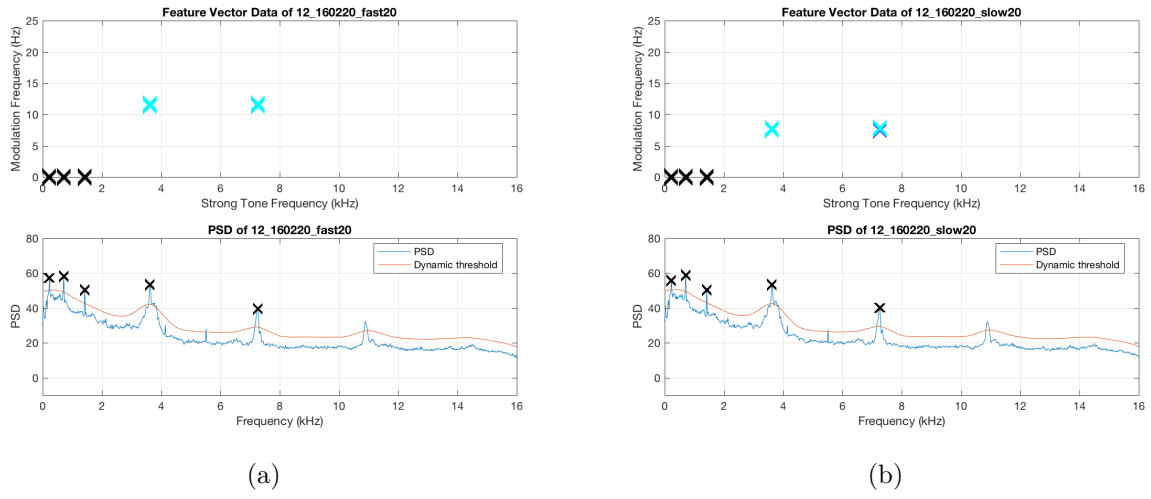 Feature Vector Data of 12_160220_fast20
Modulation Frequency (Hz)
25
20
15
10
5
0
0 2 4 6 8 10 12 14 16
Strong Tone Frequency (kHz)
PSD of 12_160220_fast20
PSD
Dynamic threshold
PSD
80
60
40
20
0
0 2 4 6 8 10 12 14 16
Frequency (kHz)
(a)
Feature Vector Data of 12_160220_slow20
Modulation Frequency (Hz)
25
20
15
10
5
0
0 2 4 6 8 10 12 14 16
Strong Tone Frequency (kHz)
PSD of 12_160220_slow20
PSD
Dynamic threshold
PSD
80
60
40
20
0
0 2 4 6 8 10 12 14 16
Frequency (kHz)
(b)